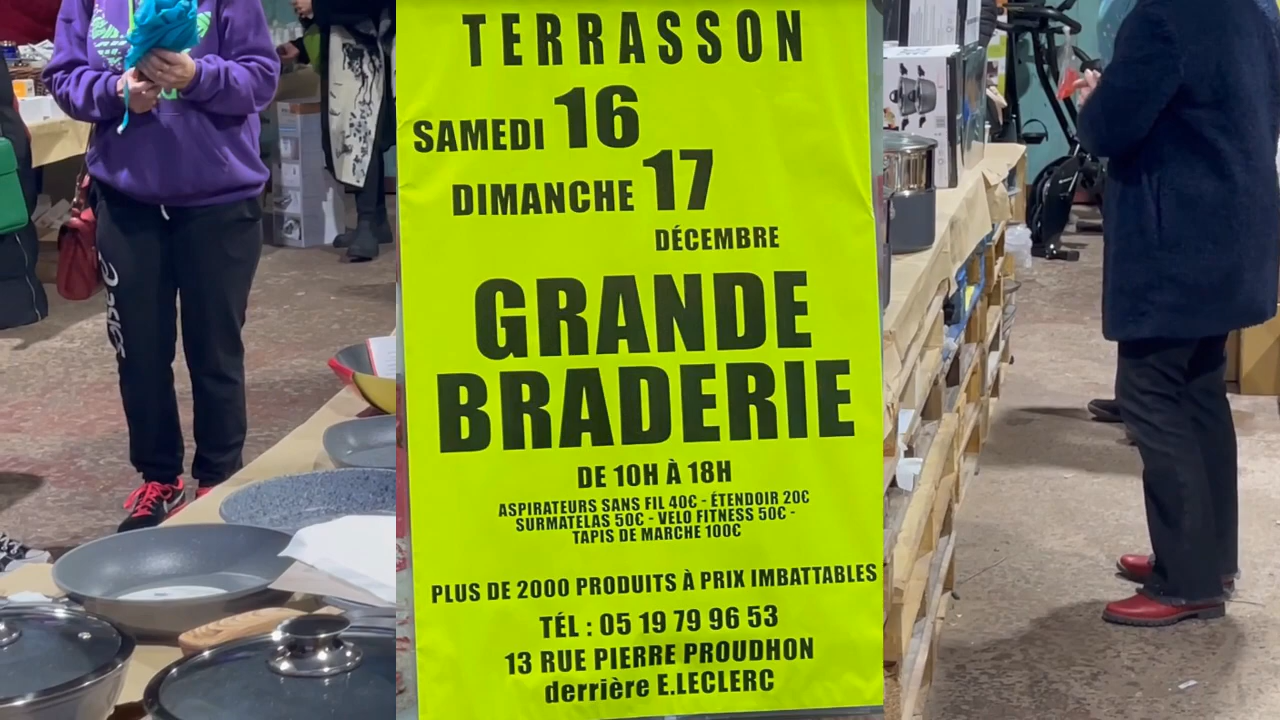 TERRASSON
SAMEDI 16
DIMANCHE 17
DÉCEMBRE
GRANDE
BRADERIE
DE 10H À 18H
ASPIRATEURS SANS FIL 40€ - ÉTENDOIR 20€
SURMATELAS 50€ - VELO FITNESS 50€ -
TAPIS DE MARCHE 100€
PLUS DE 2000 PRODUITS À PRIX IMBATTABLES
TÉL : 05 19 79 96 53
13 RUE PIERRE PROUDHON
derrière E.LECLERC
asics